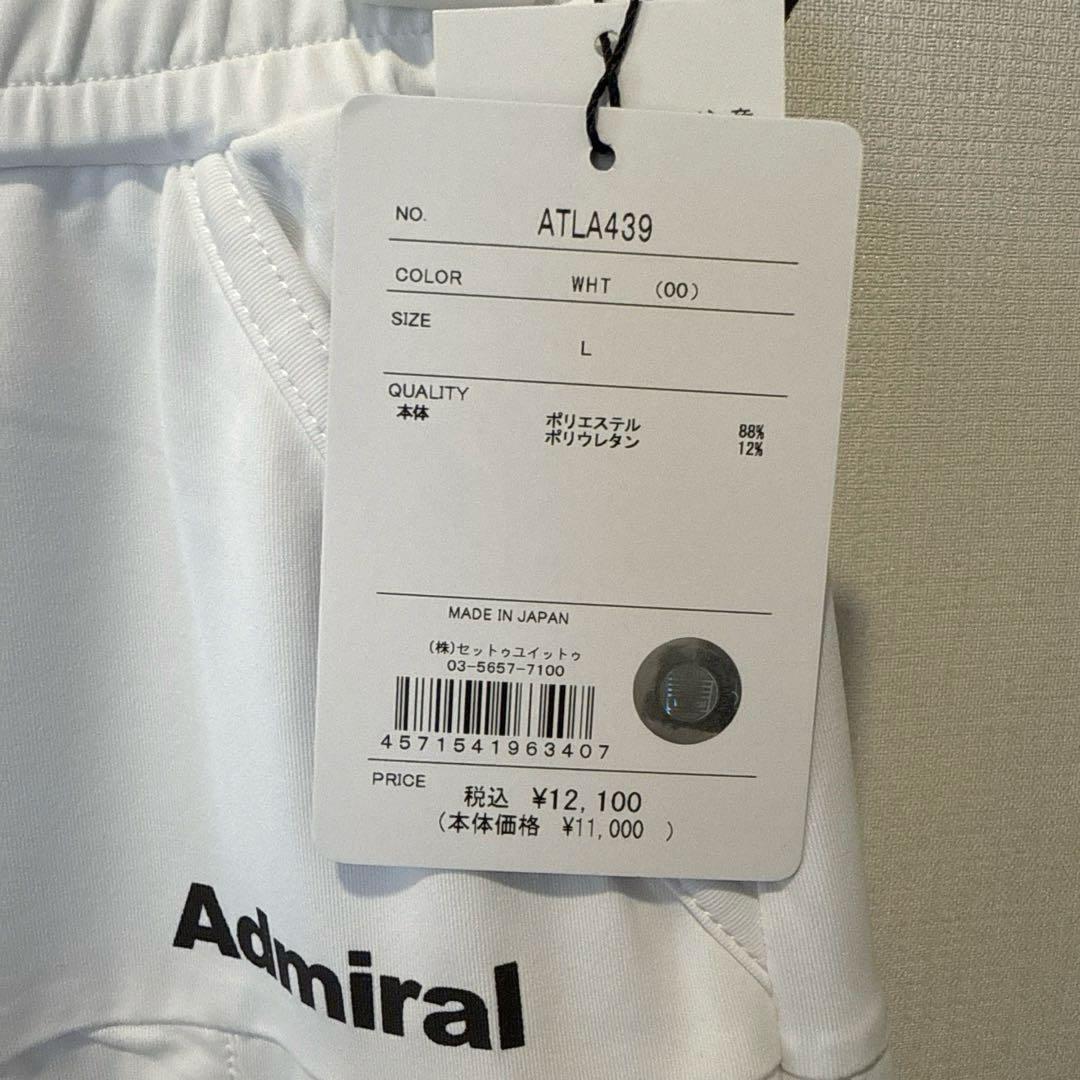 NO. ATLA439
COLOR WHT (00)
SIZE
L
QUALITY
本体 ポリエステル 88%
ポリウレタン 12%
MADE IN JAPAN
(株)セットゥユイットゥ
03-5657-7100
4571541963407
PRICE 税込 ¥12,100
(本体価格 ¥11,000 )
Admiral